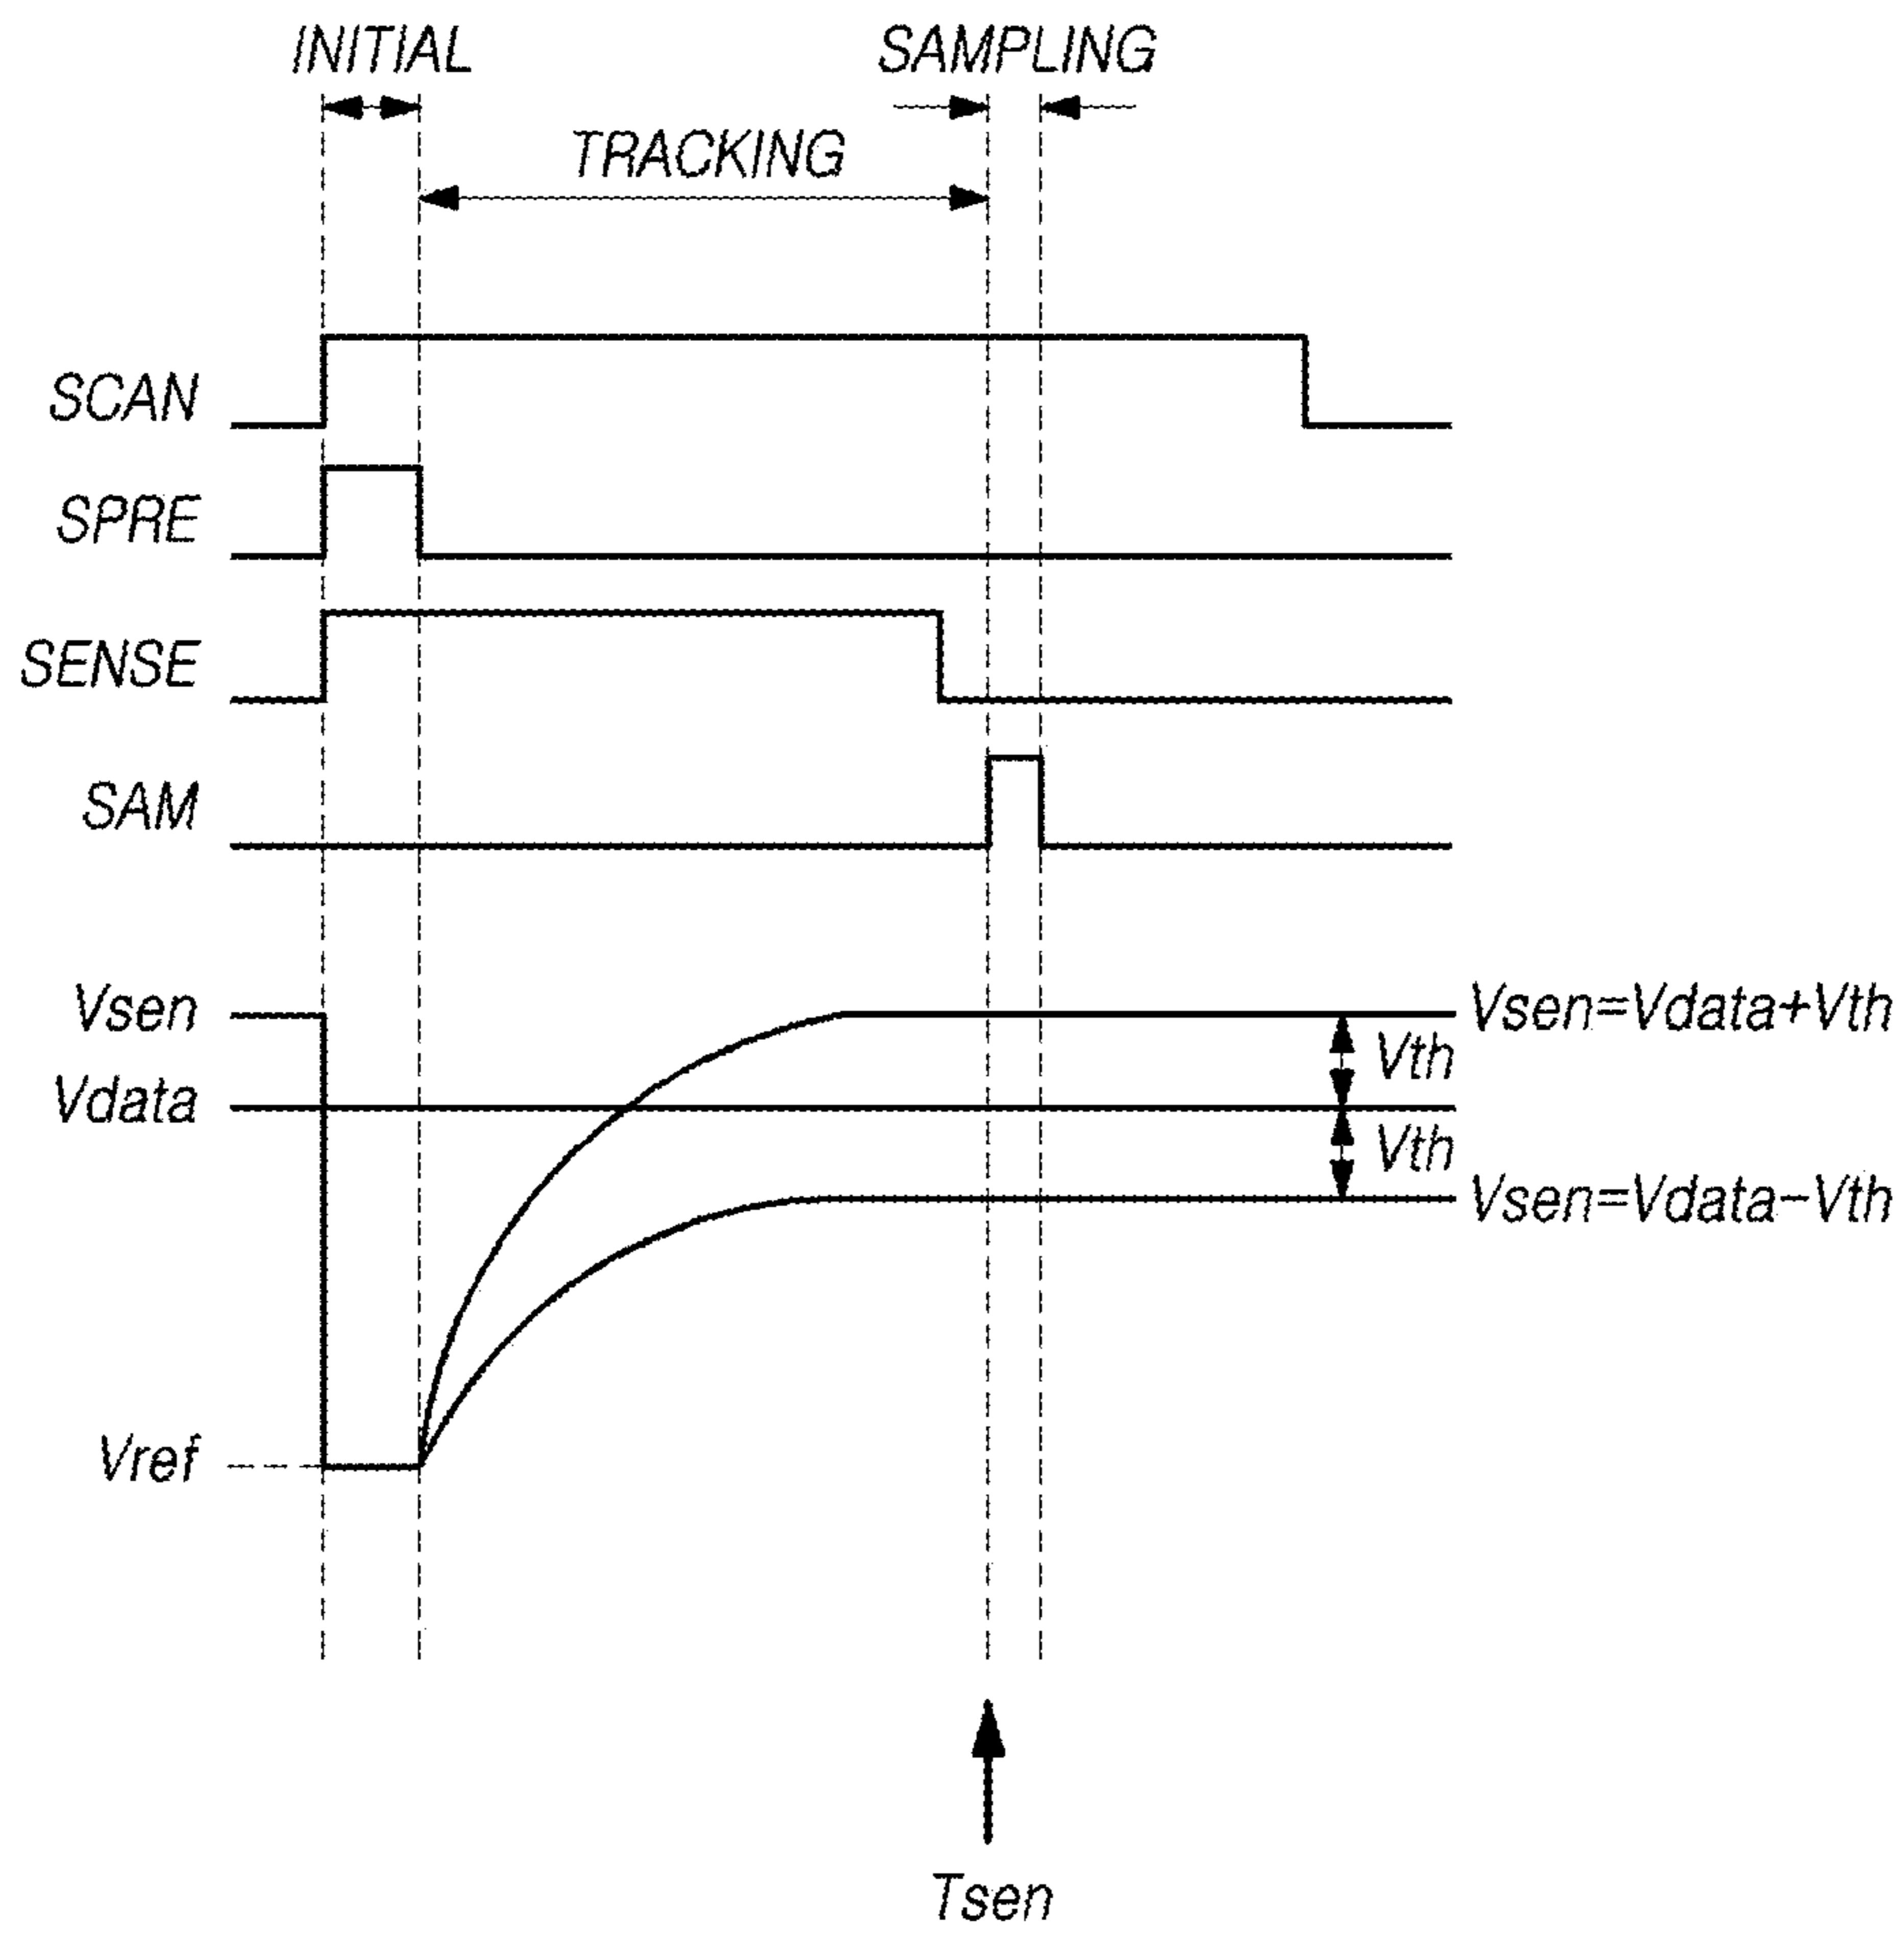 INITIAL
SAMPLING
TRACKING
SCAN
SPRE
SENSE
SAM
Vsen
Vsen=Vdata+Vth
Vth
Vdata
Vth
Vsen=Vdata−Vth
Vref
Tsen